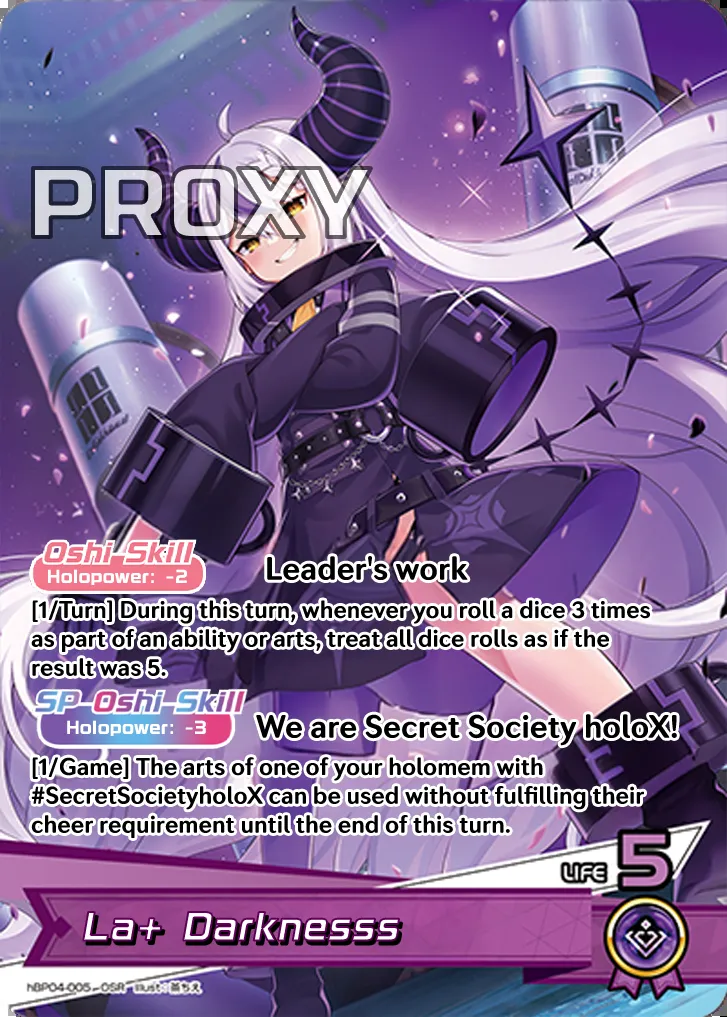 PROXY
Oshi Skill
Holopower: -2
Leader's work
[1/Turn] During this turn, whenever you roll a dice 3 times
as part of an ability or arts, treat all dice rolls as if the
result was 5.
SP Oshi Skill
Holopower: -3
We are Secret Society holoX!
[1/Game] The arts of one of your holomem with
#SecretSocietyholoX can be used without fulfilling their
cheer requirement until the end of this turn.
LIFE 5
La+ Darknesss
hBP04-005 OSR illust: 茶ちえ